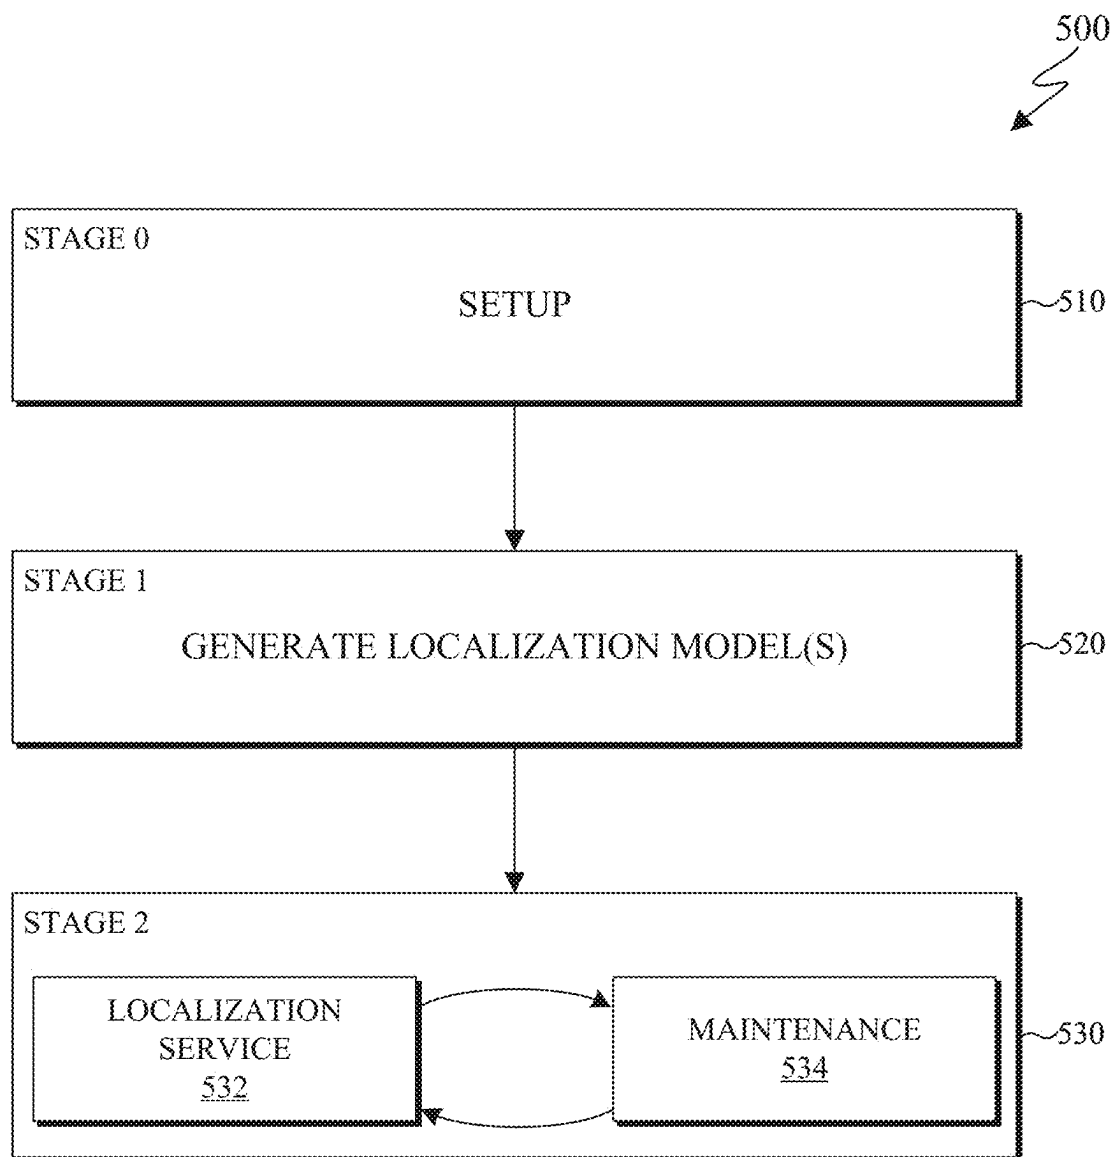 500
STAGE 0
SETUP
510
STAGE 1
GENERATE LOCALIZATION MODEL(S)
520
STAGE 2
LOCALIZATION
SERVICE
532
MAINTENANCE
534
530